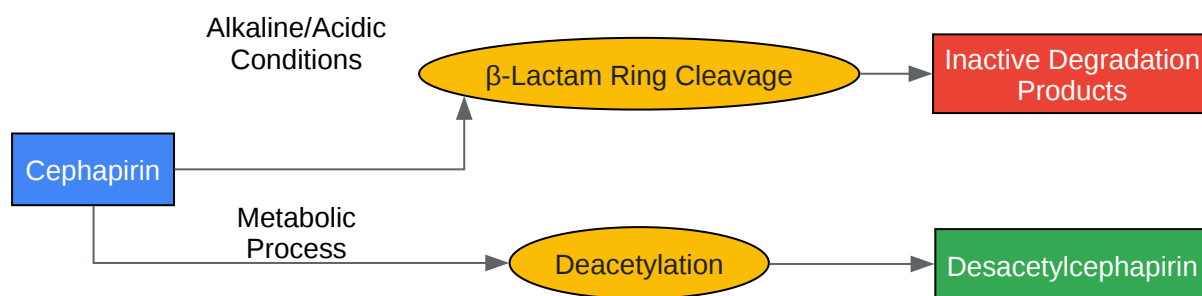 Alkaline/Acidic
Conditions
β-Lactam Ring Cleavage
Inactive Degradation
Products
Cephapirin
Metabolic
Process
Deacetylation
Desacetylcephapirin